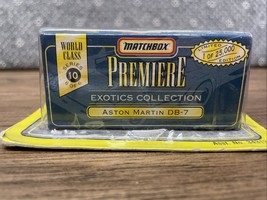 MATCHBOX
WORLD
CLASS
SERIES
10
PREMIERE
LIMITED
1 OF 25,000
EDITION
EXOTICS COLLECTION
ASTON MARTIN DB-7